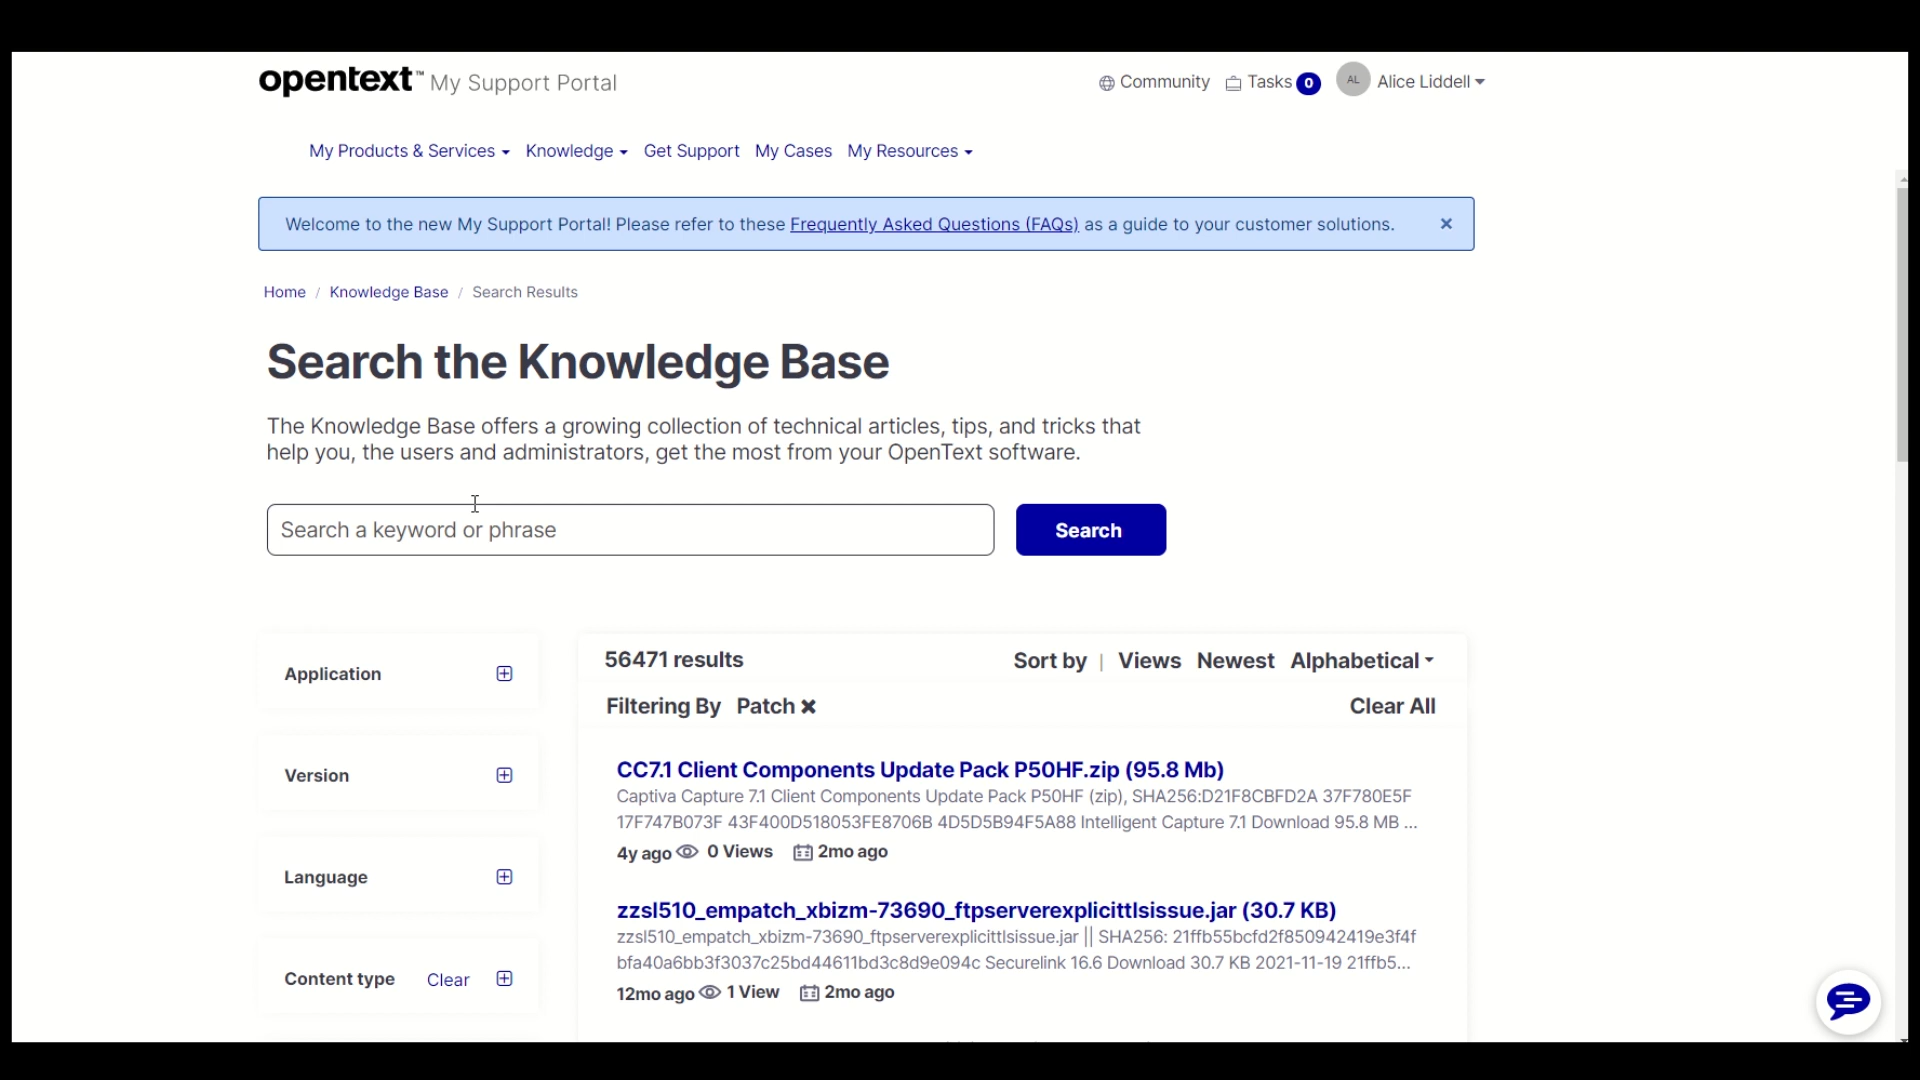 opentext™ My Support Portal
Community Tasks 0 AL Alice Liddell
My Products & Services Knowledge Get Support My Cases My Resources
Welcome to the new My Support Portal! Please refer to these Frequently Asked Questions (FAQs) as a guide to your customer solutions.
Home / Knowledge Base / Search Results
Search the Knowledge Base
The Knowledge Base offers a growing collection of technical articles, tips, and tricks that
help you, the users and administrators, get the most from your OpenText software.
Search a keyword or phrase
Search
Application
Version
Language
Content type Clear
56471 results
Sort by | Views Newest Alphabetical
Filtering By Patch
Clear All
CC7.1 Client Components Update Pack P50HF.zip (95.8 Mb)
Captiva Capture 7.1 Client Components Update Pack P50HF (zip), SHA256:D21F8CBFD2A 37F780E5F
17F747B073F 43F400D518053FE8706B 4D5D5B94F5A88 Intelligent Capture 7.1 Download 95.8 MB ...
4y ago 0 Views 2mo ago
zzsl510_empatch_xbizm-73690_ftpserverexplicittlsissue.jar (30.7 KB)
zzsl510_empatch_xbizm-73690_ftpserverexplicittlsissue.jar || SHA256: 21ffb55bcfd2f850942419e3f4f
bfa40a6bb3f3037c25bd44611bd3c8d9e094c Securelink 16.6 Download 30.7 KB 2021-11-19 21ffb5...
12mo ago 1 View 2mo ago